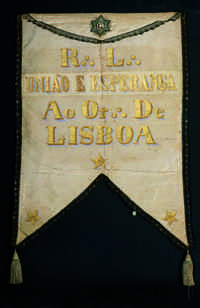 R∴ L∴
UNIÃO E ESPERANÇA
AO OR∴ DE
LISBOA